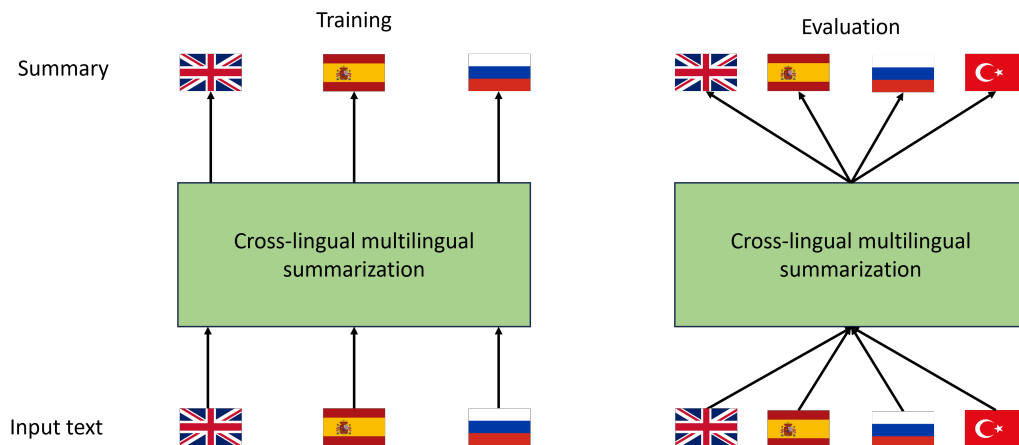 Training
Evaluation
Summary
Cross-lingual multilingual
summarization
Cross-lingual multilingual
summarization
Input text